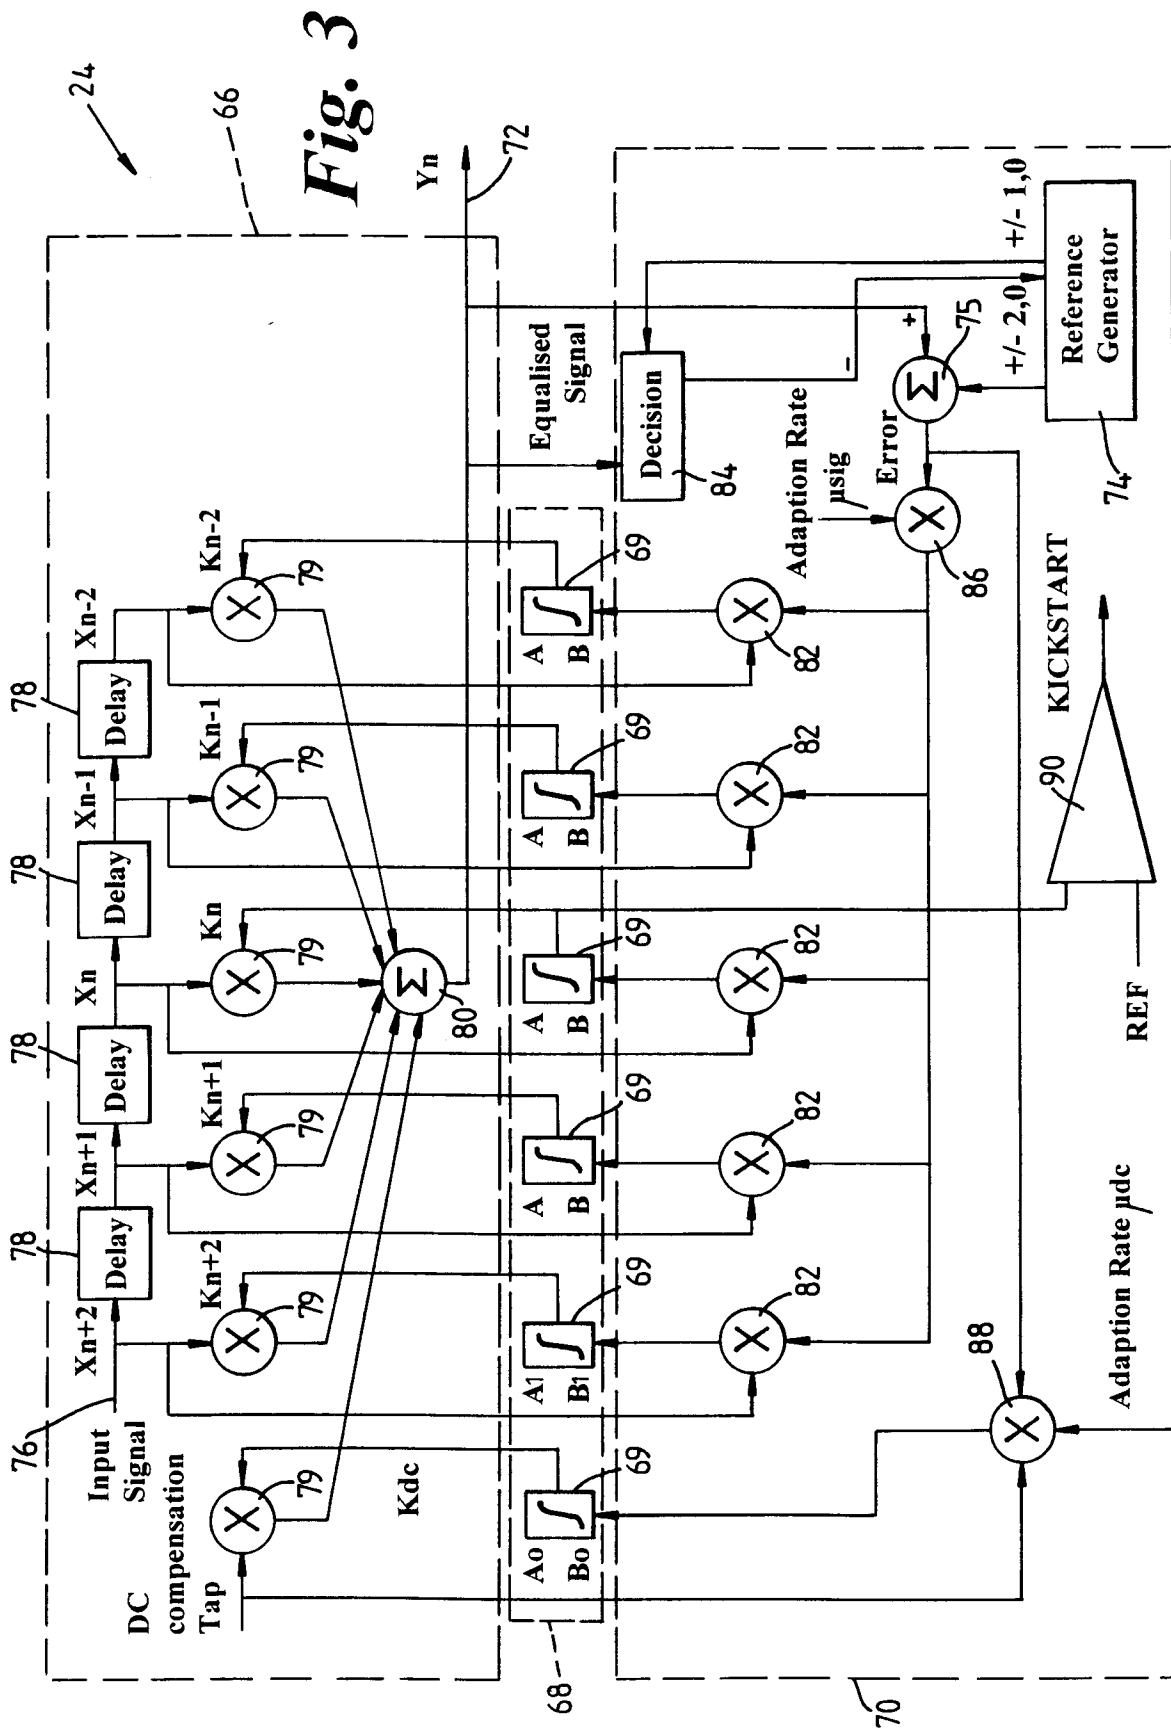 Fig. 3
24
66
72
Yn
76
Input
Signal
DC
compensation
Tap
Xn+2
78
Delay
Xn+1
78
Delay
Xn
78
Delay
Xn-1
78
Delay
Xn-2
79
Kn+2
79
Kn+1
79
Kn
79
Kn-1
79
Kn-2
79
Kdc
80
Equalised
Signal
68
Ao
Bo
69
A1
B1
69
A
B
69
A
B
69
A
B
69
A
B
69
Decision
84
82
82
82
82
82
Adaption Rate
µsig
Error
86
+
-
Σ
75
Σ
+/- 2,0
+/- 1,0
Reference
Generator
74
88
Adaption Rate µdc
REF
90
KICKSTART
70